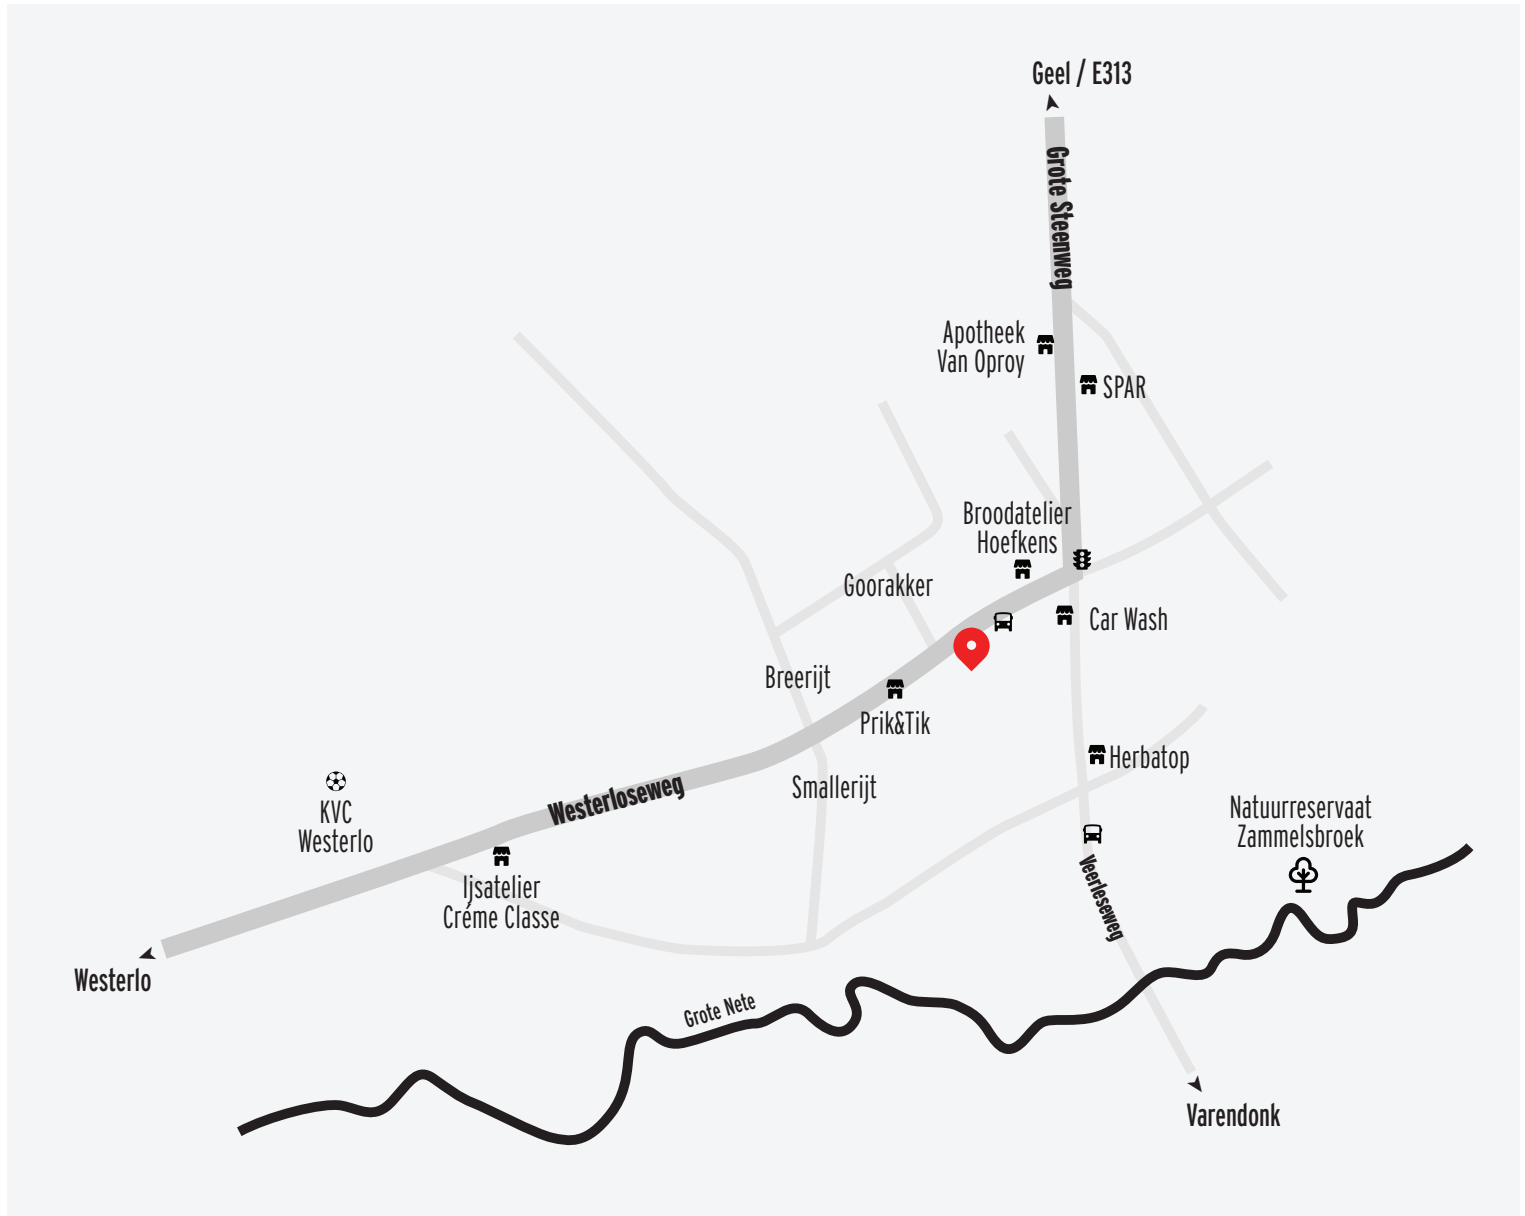 Geel / E313
Grote Steenweg
Apotheek
Van Oproy
SPAR
Broodatelier
Hoefkens
Goorakker
Car Wash
Breerijt
Prik&Tik
Herbatop
Smallerijt
Westerloseweg
KVC
Westerlo
Natuurreservaat
Zammelsbroek
Ijsatelier
Créme Classe
Veerleseweg
Westerlo
Grote Nete
Varendonk